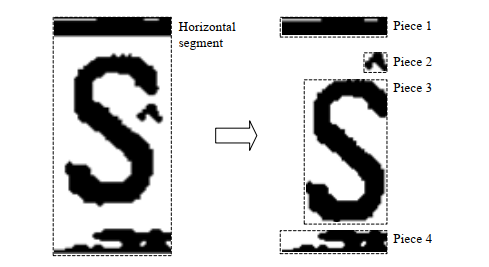 Horizontal
segment
S
Piece 1
Piece 2
Piece 3
S
Piece 4